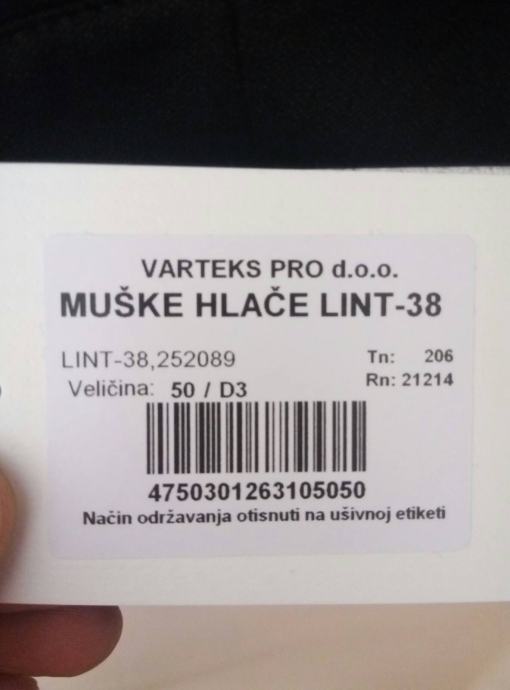 VARTEKS PRO d.o.o.
MUŠKE HLAČE LINT-38
LINT-38,252089 Tn: 206
Veličina: 50 / D3 Rn: 21214
4750301263105050
Način održavanja otisnuti na ušivnoj etiketi